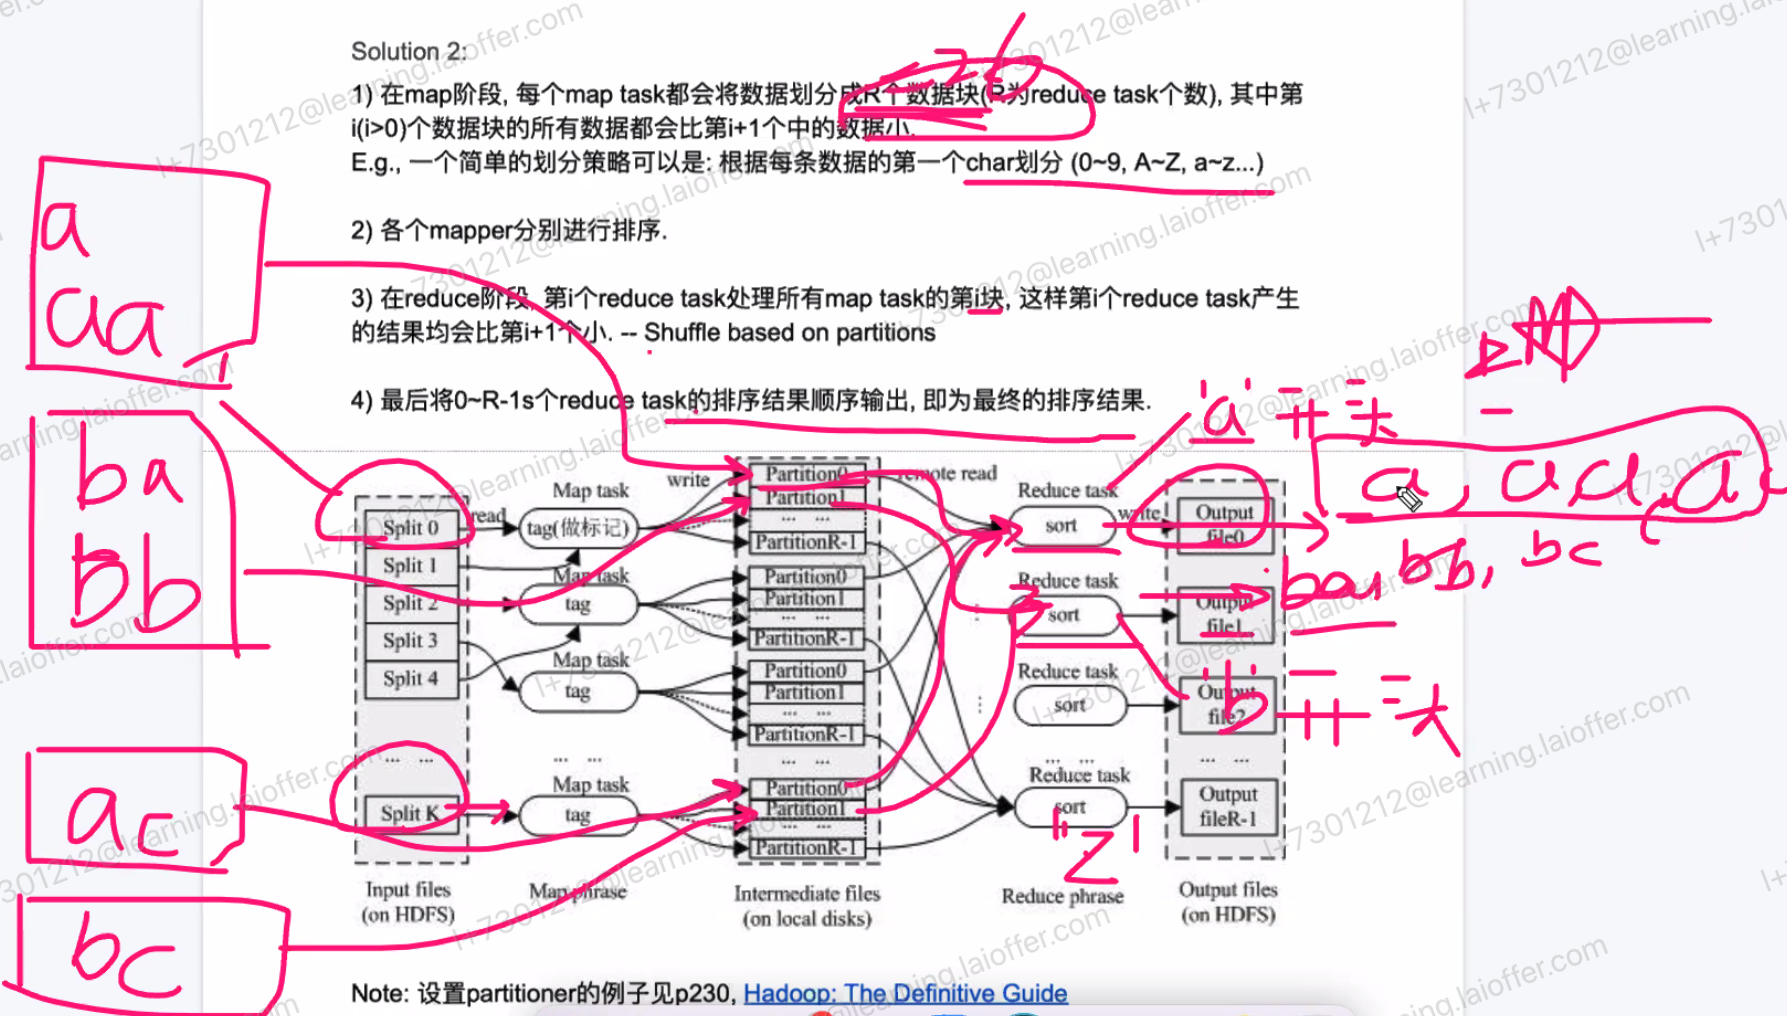 Solution 2:
=26
1) 在map阶段, 每个map task都会将数据划分成R个数据块(R为reduce task个数), 其中第
i(i>0)个数据块的所有数据都会比第i+1个中的数据小.
E.g., 一个简单的划分策略可以是: 根据每条数据的第一个char划分 (0~9, A~Z, a~z...)
2) 各个mapper分别进行排序.
3) 在reduce阶段, 第i个reduce task处理所有map task的第i块, 这样第i个reduce task产生
的结果均会比第i+1个小. -- Shuffle based on partitions
4) 最后将0~R-1s个reduce task的排序结果顺序输出, 即为最终的排序结果.
a
aa
ba
bb
ac
bc
Split 0
Split 1
Split 2
Split 3
Split 4
... ...
Split K
Input files
(on HDFS)
read
Map task
tag(做标记)
Map task
tag
Map task
tag
... ...
Map task
tag
Map phrase
write
Partition0
Partition1
... ...
PartitionR-1
Partition0
Partition1
... ...
PartitionR-1
Partition0
Partition1
... ...
PartitionR-1
... ...
Partition0
Partition1
... ...
PartitionR-1
Intermediate files
(on local disks)
remote read
Reduce task
sort
Reduce task
sort
Reduce task
sort
... ...
Reduce task
sort
"z"
Reduce phrase
write
Output
file0
Output
file1
Output
file2
... ...
Output
fileR-1
Output files
(on HDFS)
'a' 开头
a, aa, ac
ba, bb, bc
'b' 开头
Note: 设置partitioner的例子见p230, Hadoop: The Definitive Guide
l+7301212@learning.laioffer.com